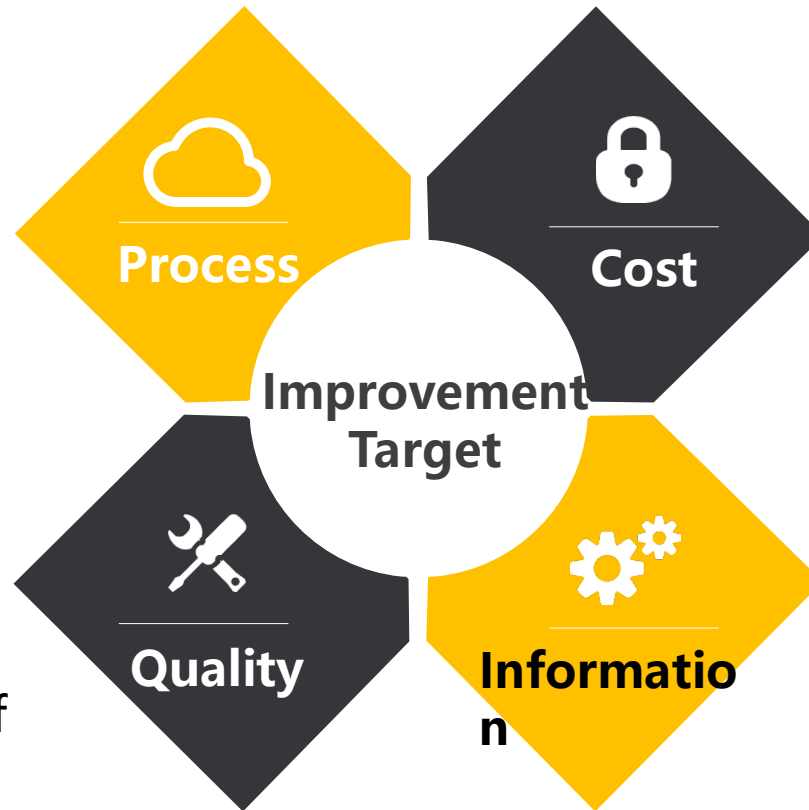 Process
Cost
Improvement
Target
Quality
Informatio
n
f